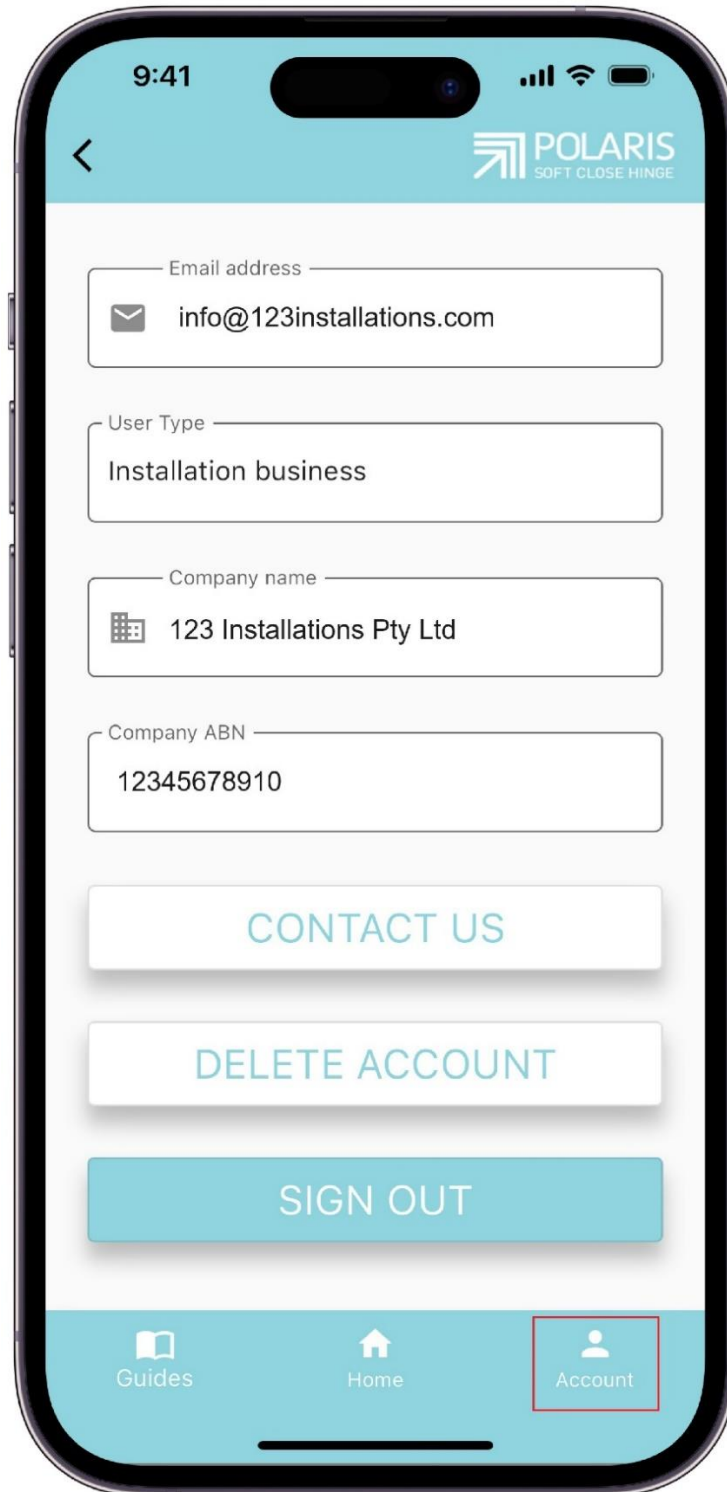 9:41
POLARIS
SOFT CLOSE HINGE
Email address
info@123installations.com
User Type
Installation business
Company name
123 Installations Pty Ltd
Company ABN
12345678910
CONTACT US
DELETE ACCOUNT
SIGN OUT
Guides
Home
Account